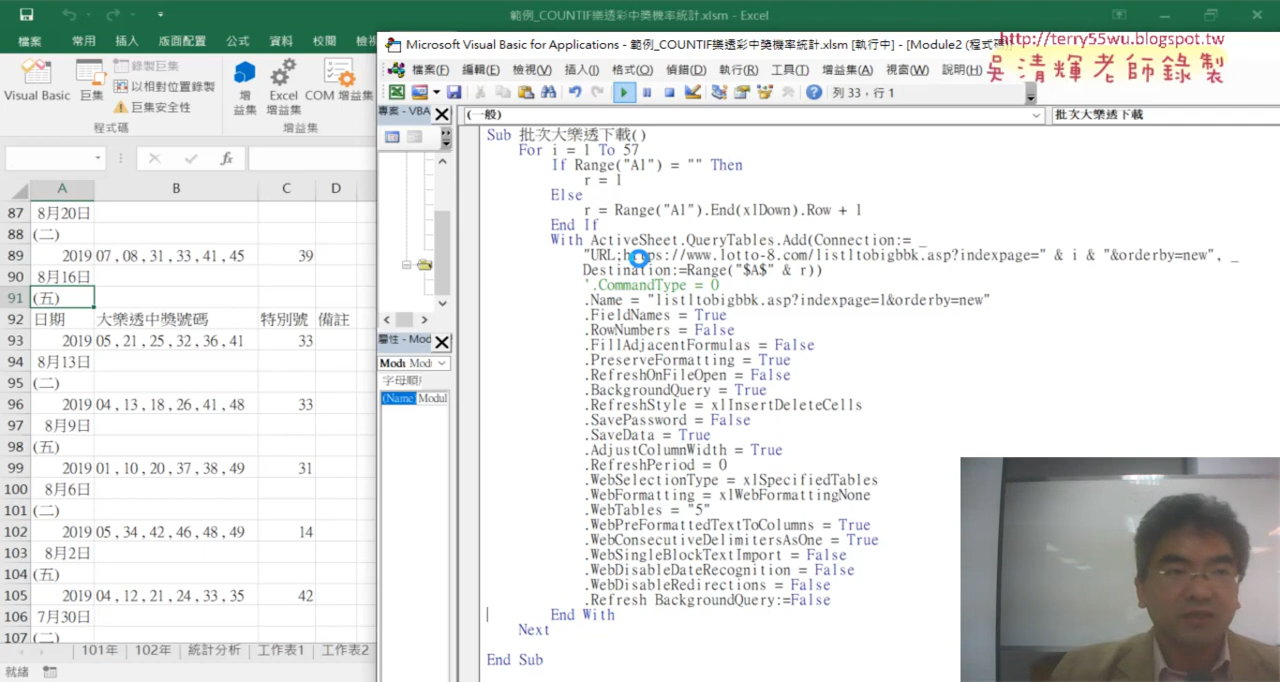 範例_COUNTIF樂透彩中獎機率統計.xlsm - Excel
檔案 常用 插入 版面配置 公式 資料 校閱 檢視
Visual Basic 巨集 錄製巨集 以相對位置錄製 巨集安全性 增益集 Excel 增益集 COM 增益集
程式碼 增益集
fx
A B C D
87 8月20日
88 (二)
89 2019 07 , 08 , 31 , 33 , 41 , 45 39
90 8月16日
91 (五)
92 日期 大樂透中獎號碼 特別號 備註
93 2019 05 , 21 , 25 , 32 , 36 , 41 33
94 8月13日
95 (二)
96 2019 04 , 13 , 18 , 26 , 41 , 48 33
97 8月9日
98 (五)
99 2019 01 , 10 , 20 , 37 , 38 , 49 31
100 8月6日
101 (二)
102 2019 05 , 34 , 42 , 46 , 48 , 49 14
103 8月2日
104 (五)
105 2019 04 , 12 , 21 , 24 , 33 , 35 42
106 7月30日
107 (二)
101年 102年 統計分析 工作表1 工作表2
就緒
Microsoft Visual Basic for Applications - 範例_COUNTIF樂透彩中獎機率統計.xlsm [執行中] - [Module2 (程式碼
http://terry55wu.blogspot.tw
吳清輝老師錄製
檔案(F) 編輯(E) 檢視(V) 插入(I) 格式(O) 偵錯(D) 執行(R) 工具(T) 增益集(A) 視窗(W) 說明(H)
列 33，行 1
專案 - VBA
(一般) 批次大樂透下載
屬性 - Mod
Modu Mod
字母順
(Name Modul
Sub 批次大樂透下載()
For i = 1 To 57
If Range("A1") = "" Then
r = 1
Else
r = Range("A1").End(xlDown).Row + 1
End If
With ActiveSheet.QueryTables.Add(Connection:= _
"URL;https://www.lotto-8.com/listltobigbbk.asp?indexpage=" & i & "&orderby=new", _
Destination:=Range("$A$" & r))
'.CommandType = 0
.Name = "listltobigbbk.asp?indexpage=1&orderby=new"
.FieldNames = True
.RowNumbers = False
.FillAdjacentFormulas = False
.PreserveFormatting = True
.RefreshOnFileOpen = False
.BackgroundQuery = True
.RefreshStyle = xlInsertDeleteCells
.SavePassword = False
.SaveData = True
.AdjustColumnWidth = True
.RefreshPeriod = 0
.WebSelectionType = xlSpecifiedTables
.WebFormatting = xlWebFormattingNone
.WebTables = "5"
.WebPreFormattedTextToColumns = True
.WebConsecutiveDelimitersAsOne = True
.WebSingleBlockTextImport = False
.WebDisableDateRecognition = False
.WebDisableRedirections = False
.Refresh BackgroundQuery:=False
End With
Next
End Sub